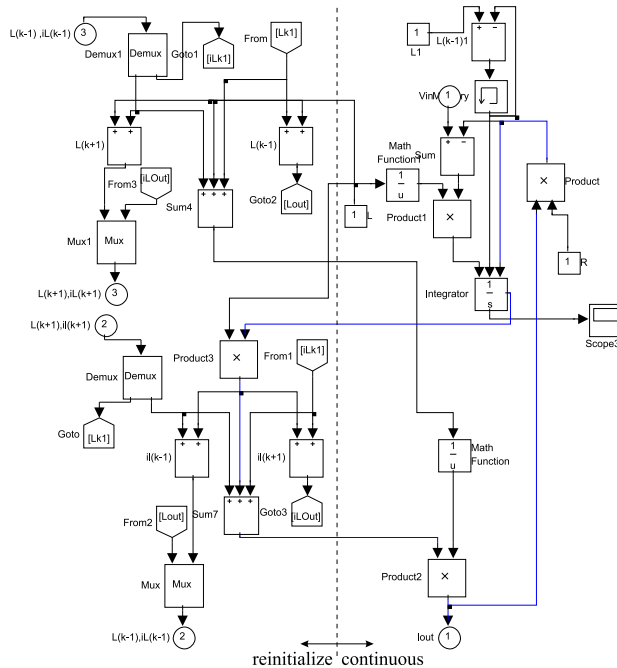 L(k-1) ,iL(k-1)
3
Demux1
Demux
Goto1
[iLk1]
From
[Lk1]
1
L1
L(k-1)1
+ -
Vin
1
ry
+ +
L(k+1)
+ +
L(k-1)
Math
Function1
1
u
+ -
Sum
From3
[iLOut]
Sum4
+ + +
Goto2
[Lout]
1
L
Product1
×
×
Product
Mux1
Mux
1
R
L(k+1),iL(k+1)
3
Integrator
1
s
L(k+1),il(k+1)
2
Scope3
Product3
×
From1
[iLk1]
Demux
Demux
Goto
[Lk1]
il(k-1)
+ +
il(k+1)
+ +
1
u
Math
Function
From2
[Lout]
Sum7
+ + +
Goto3
[iLOut]
Mux
Mux
Product2
×
L(k-1),iL(k-1)
2
Iout
1
reinitialize continuous